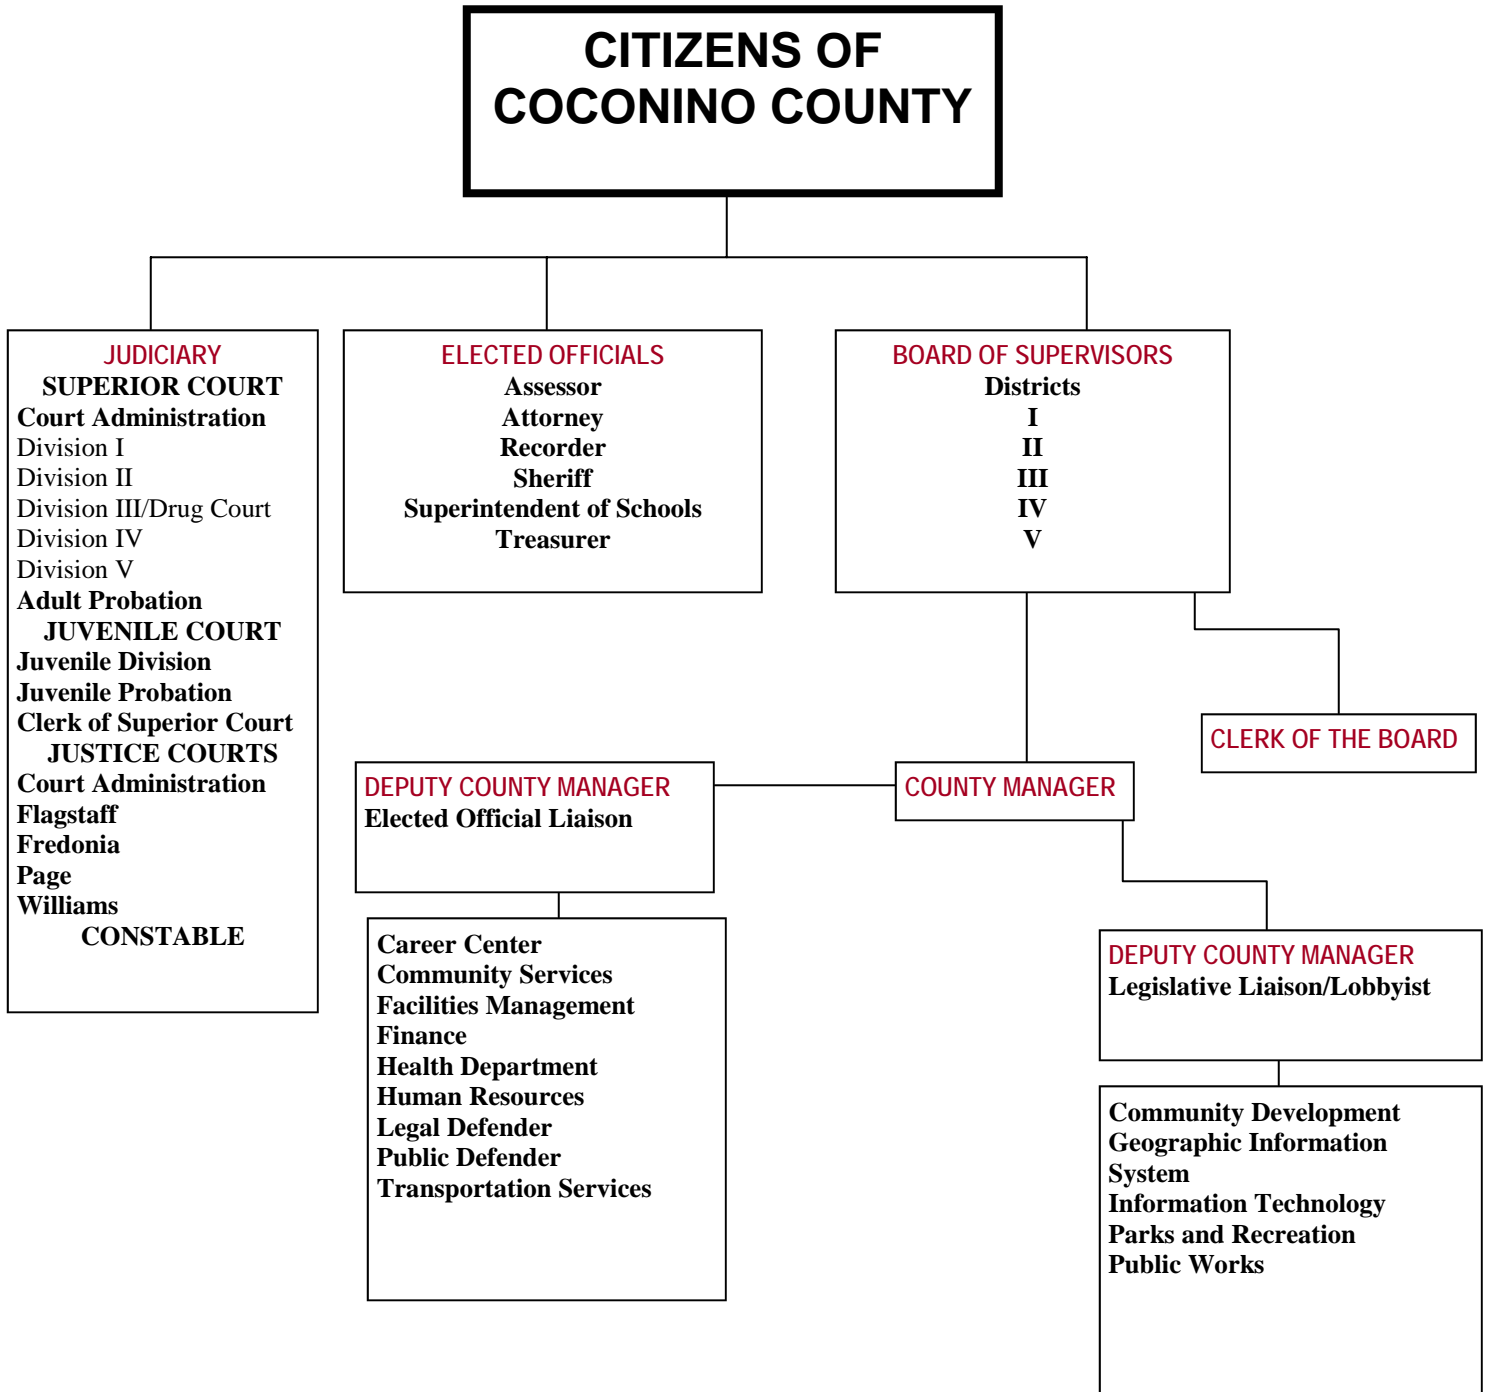 CITIZENS OF
COCONINO COUNTY
JUDICIARY
SUPERIOR COURT
Court Administration
Division I
Division II
Division III/Drug Court
Division IV
Division V
Adult Probation
JUVENILE COURT
Juvenile Division
Juvenile Probation
Clerk of Superior Court
JUSTICE COURTS
Court Administration
Flagstaff
Fredonia
Page
Williams
CONSTABLE
ELECTED OFFICIALS
Assessor
Attorney
Recorder
Sheriff
Superintendent of Schools
Treasurer
BOARD OF SUPERVISORS
Districts
I
II
III
IV
V
CLERK OF THE BOARD
COUNTY MANAGER
DEPUTY COUNTY MANAGER
Elected Official Liaison
Career Center
Community Services
Facilities Management
Finance
Health Department
Human Resources
Legal Defender
Public Defender
Transportation Services
DEPUTY COUNTY MANAGER
Legislative Liaison/Lobbyist
Community Development
Geographic Information
System
Information Technology
Parks and Recreation
Public Works